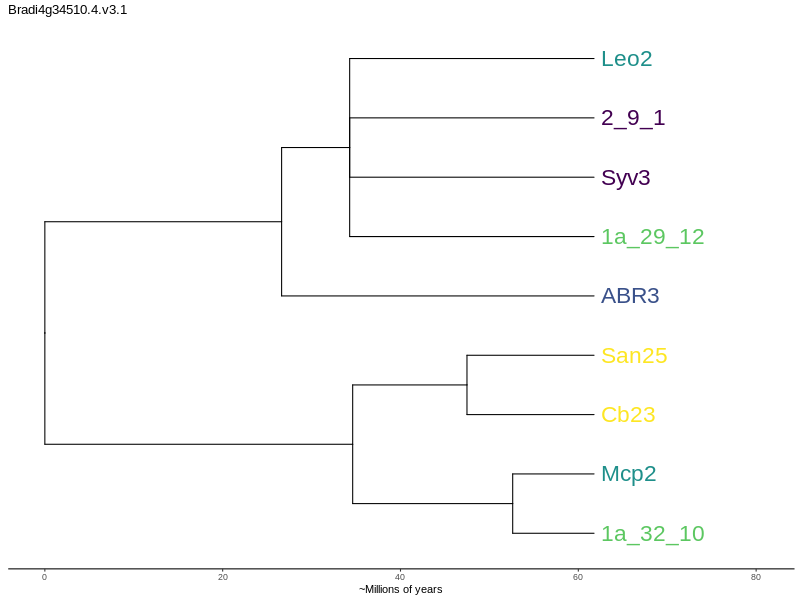 Bradi4g34510.4.v3.1
Leo2
2_9_1
Syv3
1a_29_12
ABR3
San25
Cb23
Mcp2
1a_32_10
0 20 40 60 80
~Millions of years